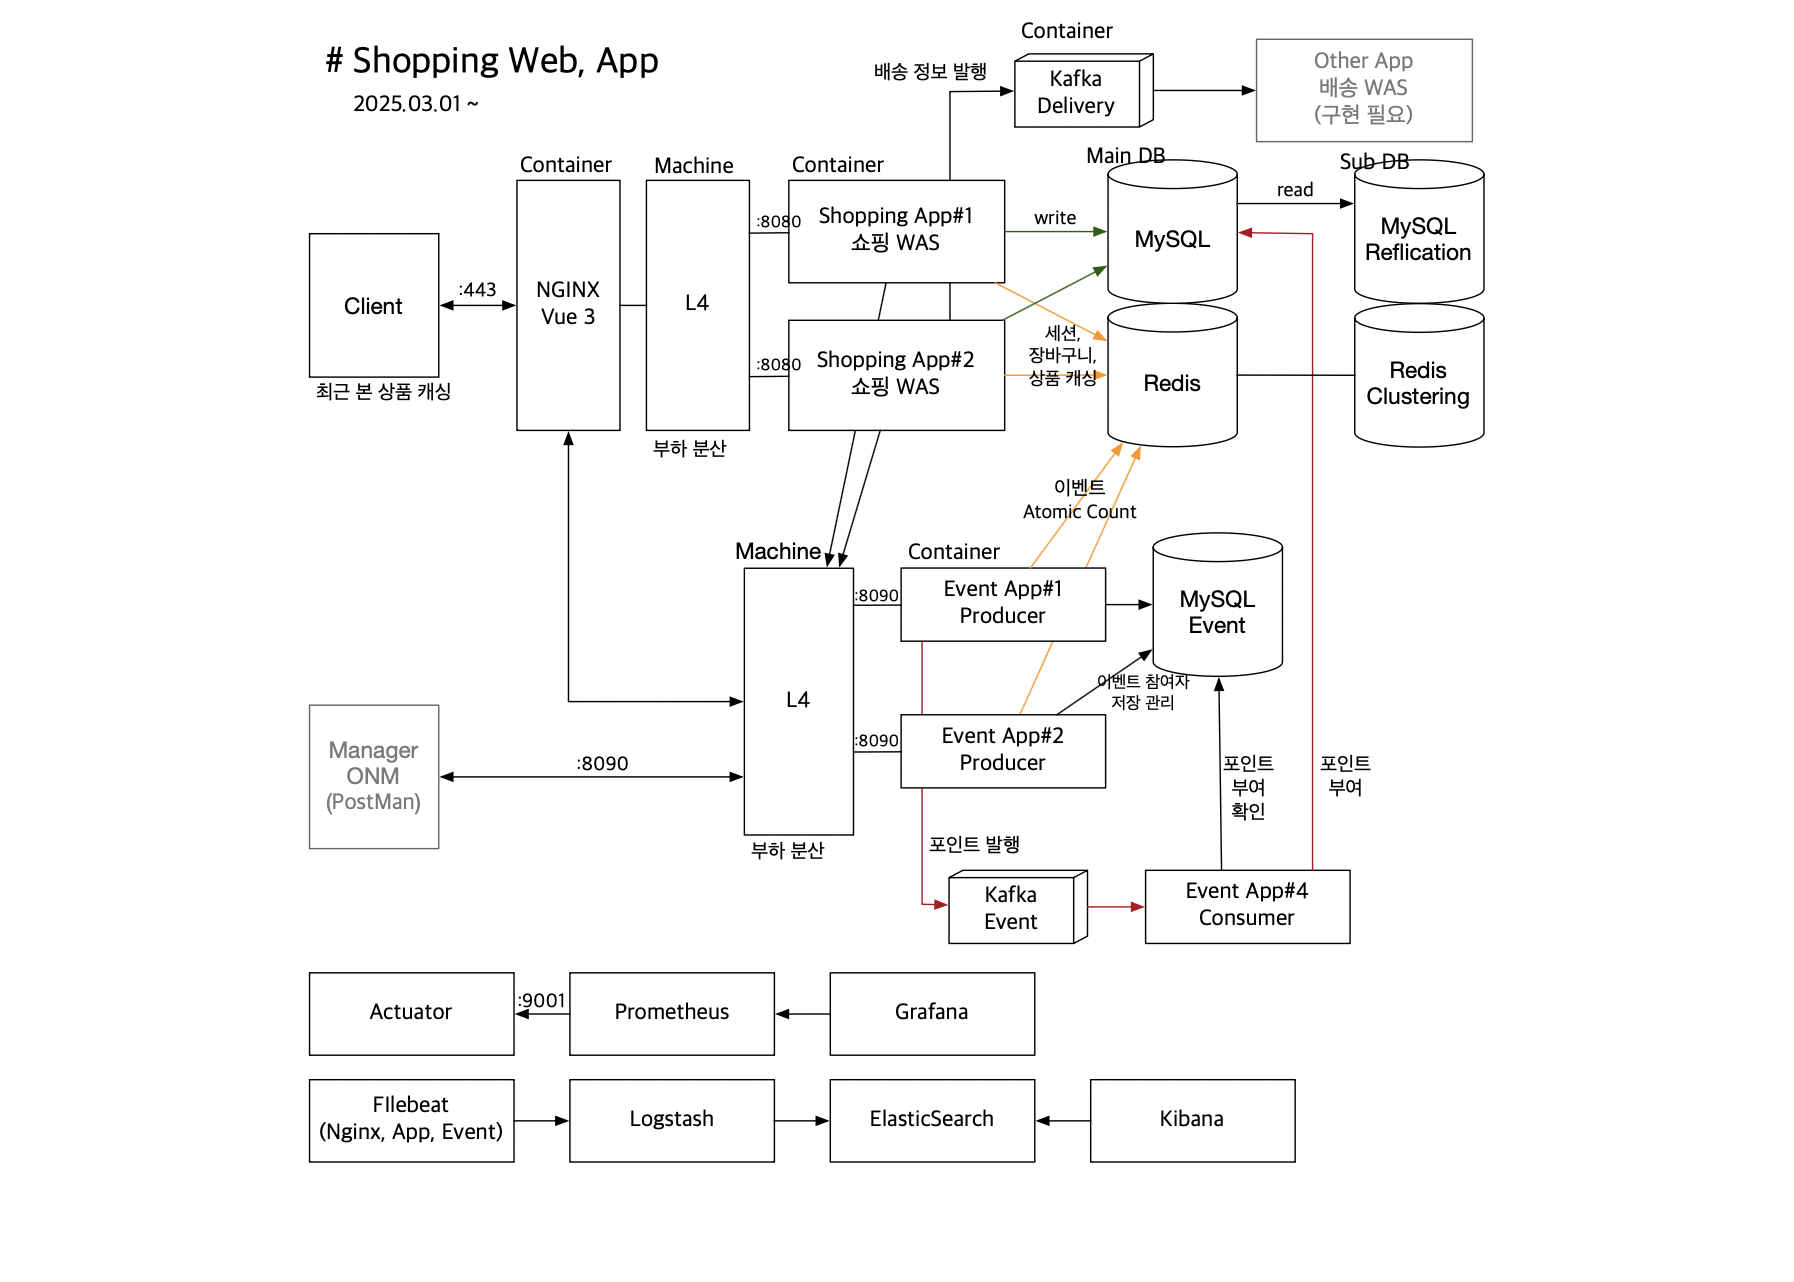 # Shopping Web, App
2025.03.01 ~
Container
배송 정보 발행
Kafka
Delivery
Other App
배송 WAS
(구현 필요)
Container
Machine
Container
Main DB
Sub DB
Client
최근 본 상품 캐싱
:443
NGINX
Vue 3
L4
부하 분산
:8080
Shopping App#1
쇼핑 WAS
:8080
Shopping App#2
쇼핑 WAS
write
MySQL
read
MySQL
Reflication
세션,
장바구니,
상품 캐싱
Redis
Redis
Clustering
이벤트
Atomic Count
Machine
Container
L4
부하 분산
:8090
Event App#1
Producer
MySQL
Event
이벤트 참여자
저장 관리
:8090
Event App#2
Producer
Manager
ONM
(PostMan)
:8090
포인트
부여
확인
포인트
부여
포인트 발행
Kafka
Event
Event App#4
Consumer
Actuator
:9001
Prometheus
Grafana
FIlebeat
(Nginx, App, Event)
Logstash
ElasticSearch
Kibana